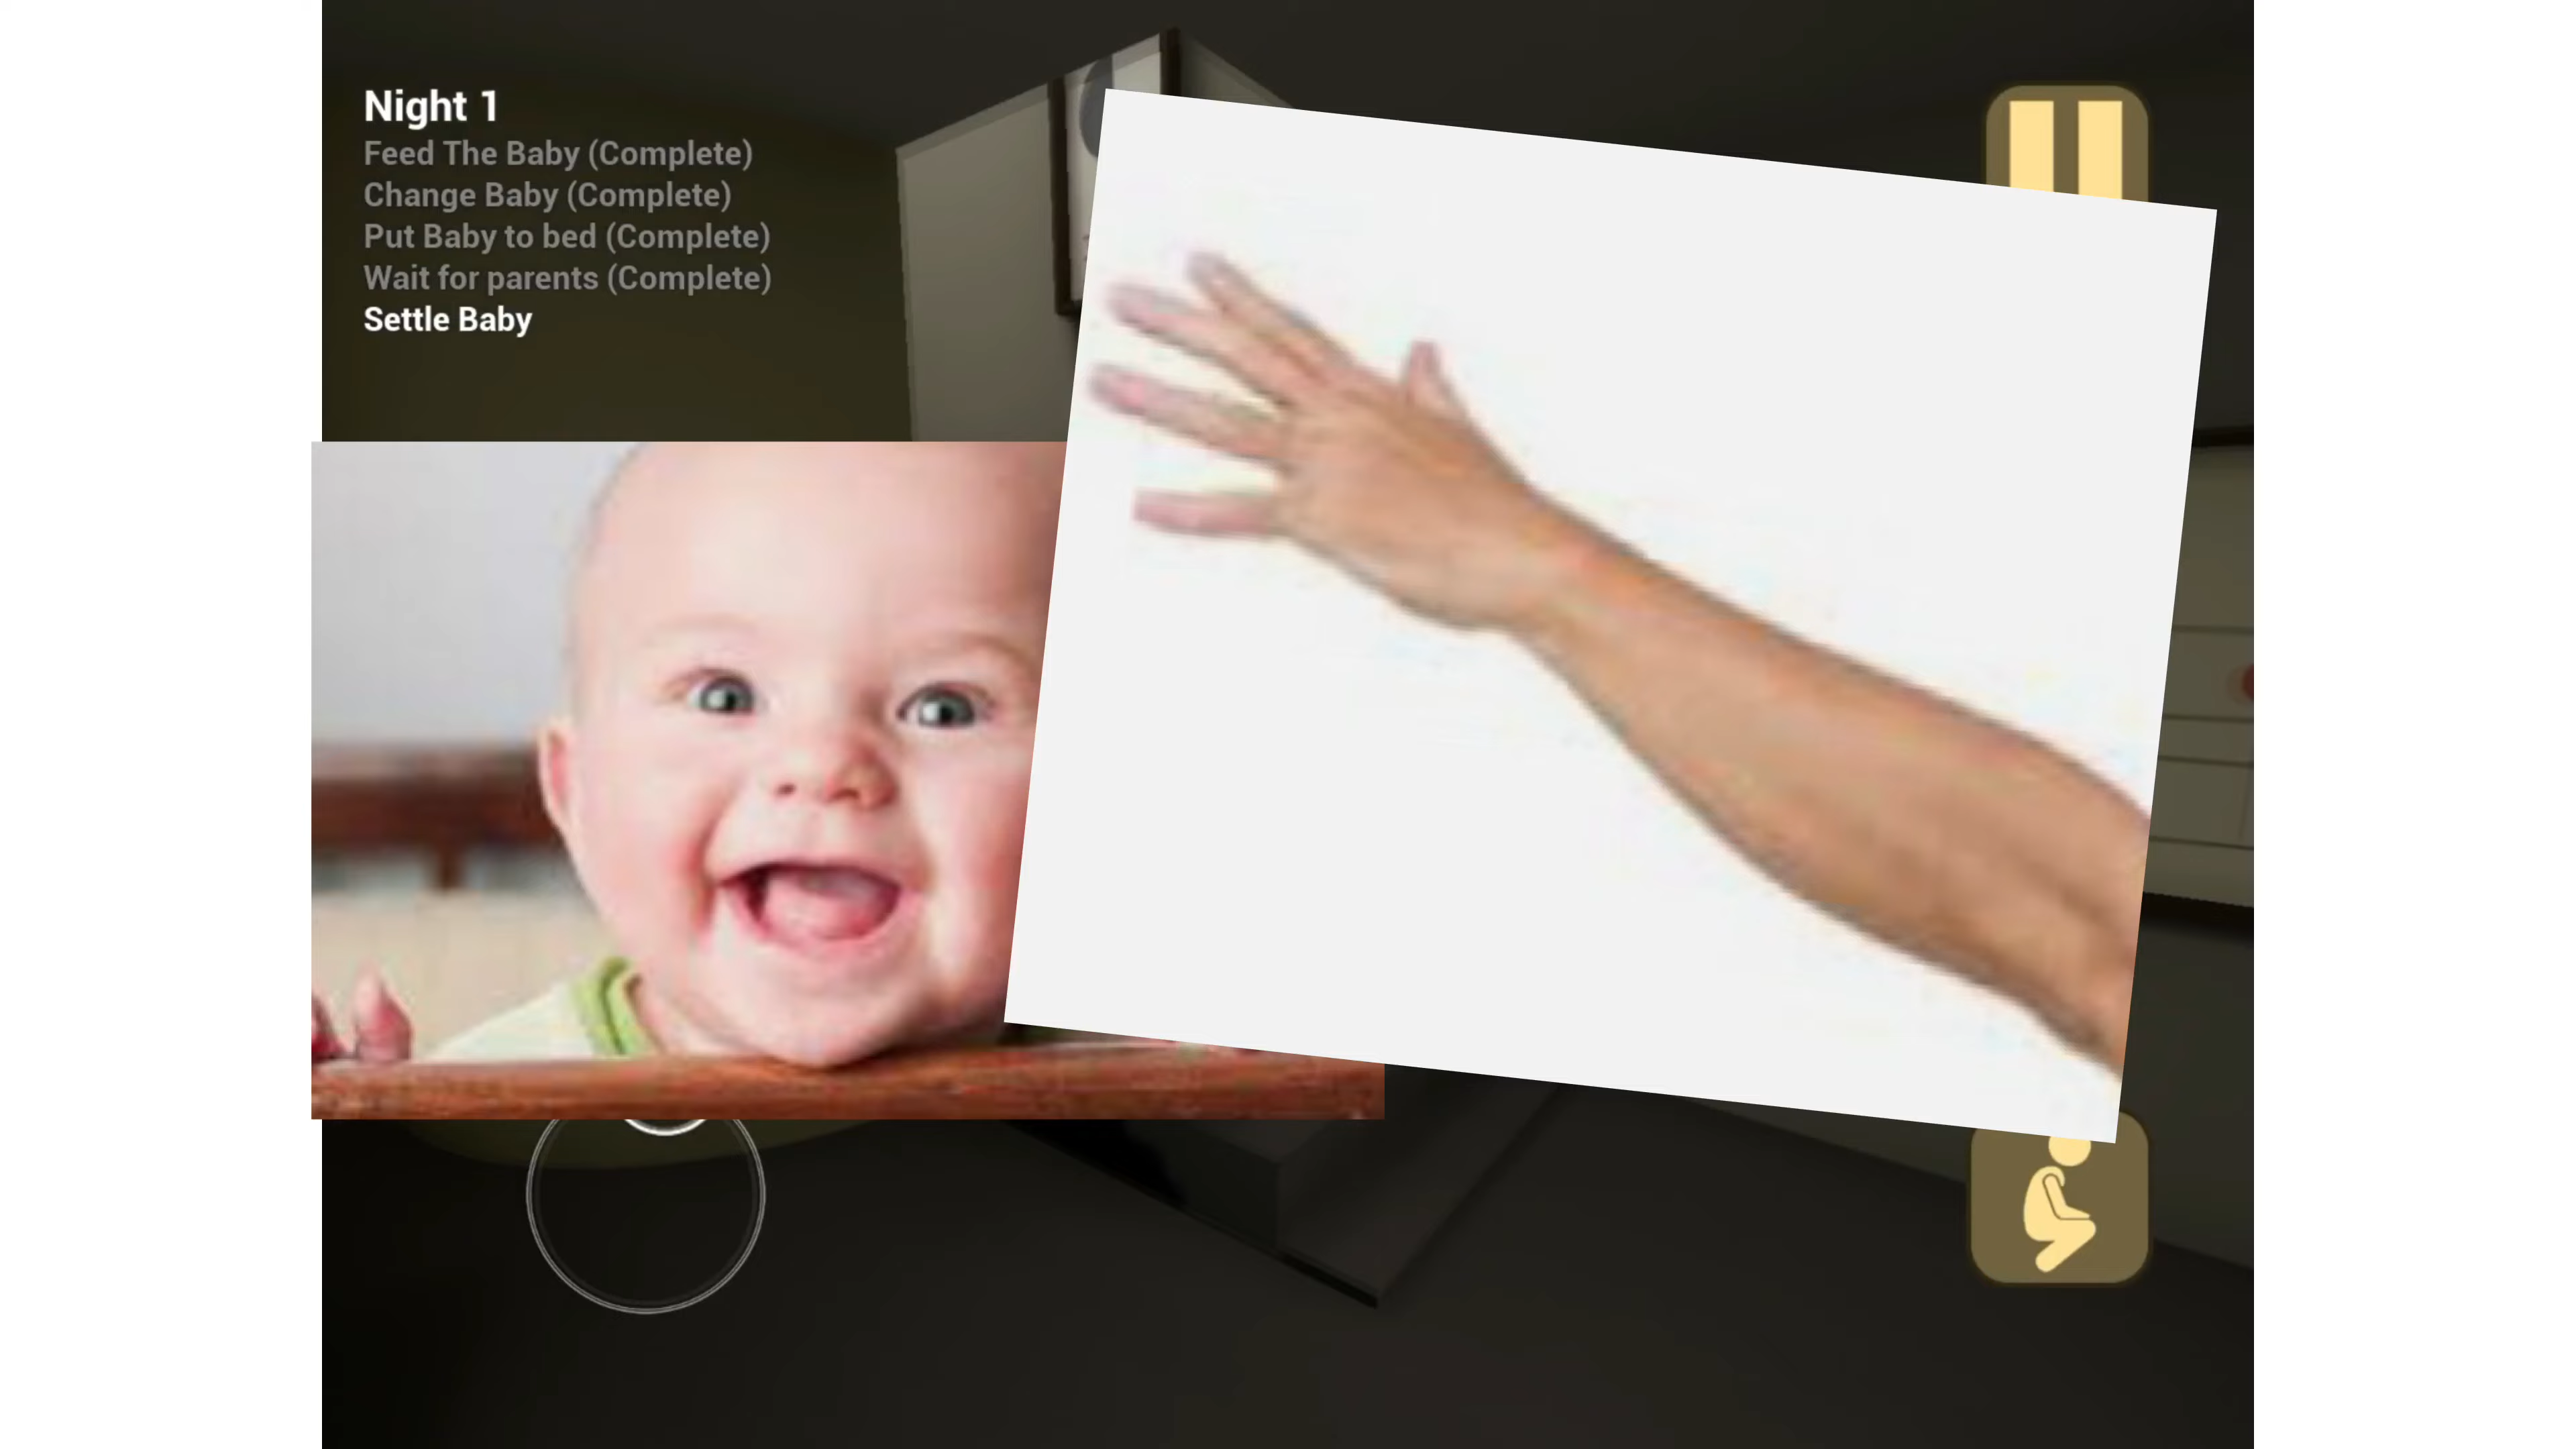 Night 1
Feed The Baby (Complete)
Change Baby (Complete)
Put Baby to bed (Complete)
Wait for parents (Complete)
Settle Baby